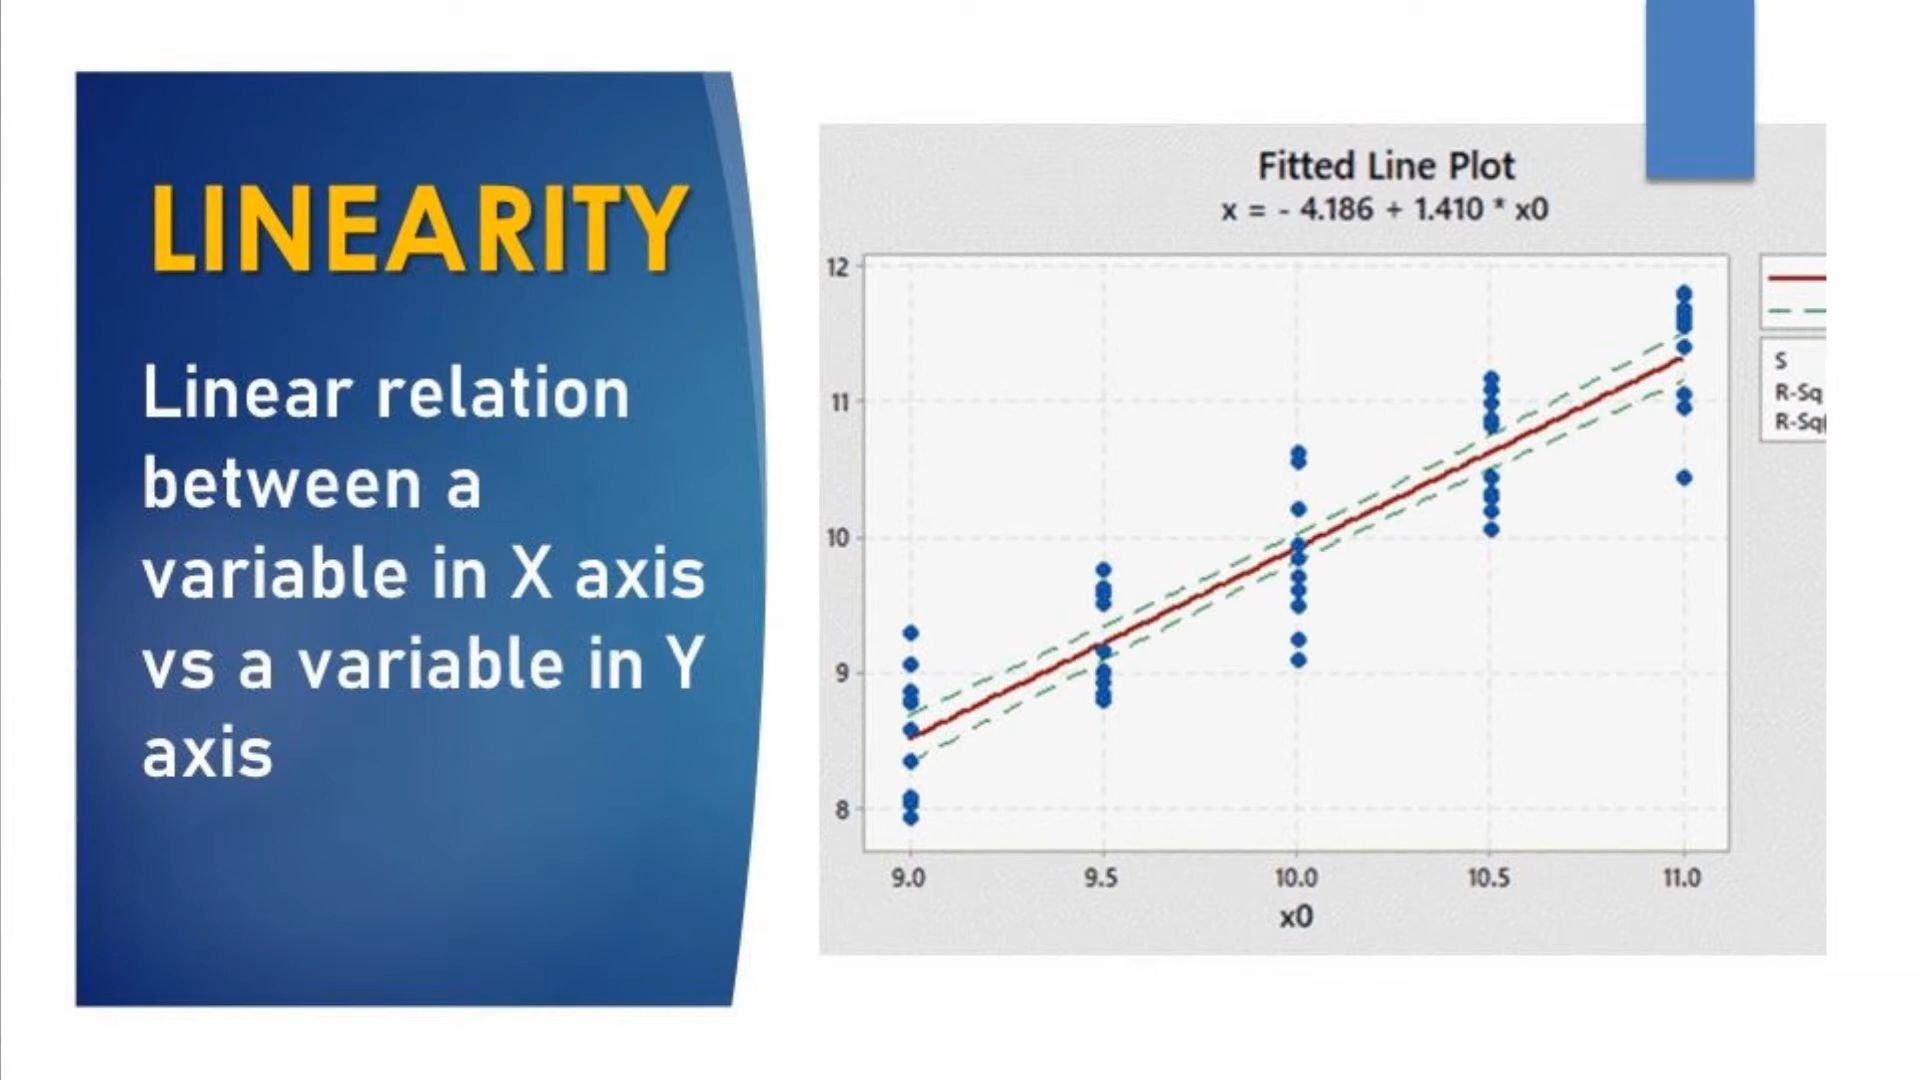 LINEARITY
Linear relation
between a
variable in X axis
vs a variable in Y
axis
Fitted Line Plot
x = - 4.186 + 1.410 * x0
12
11
10
9
8
9.0 9.5 10.0 10.5 11.0
x0
S
R-Sq
R-Sq(